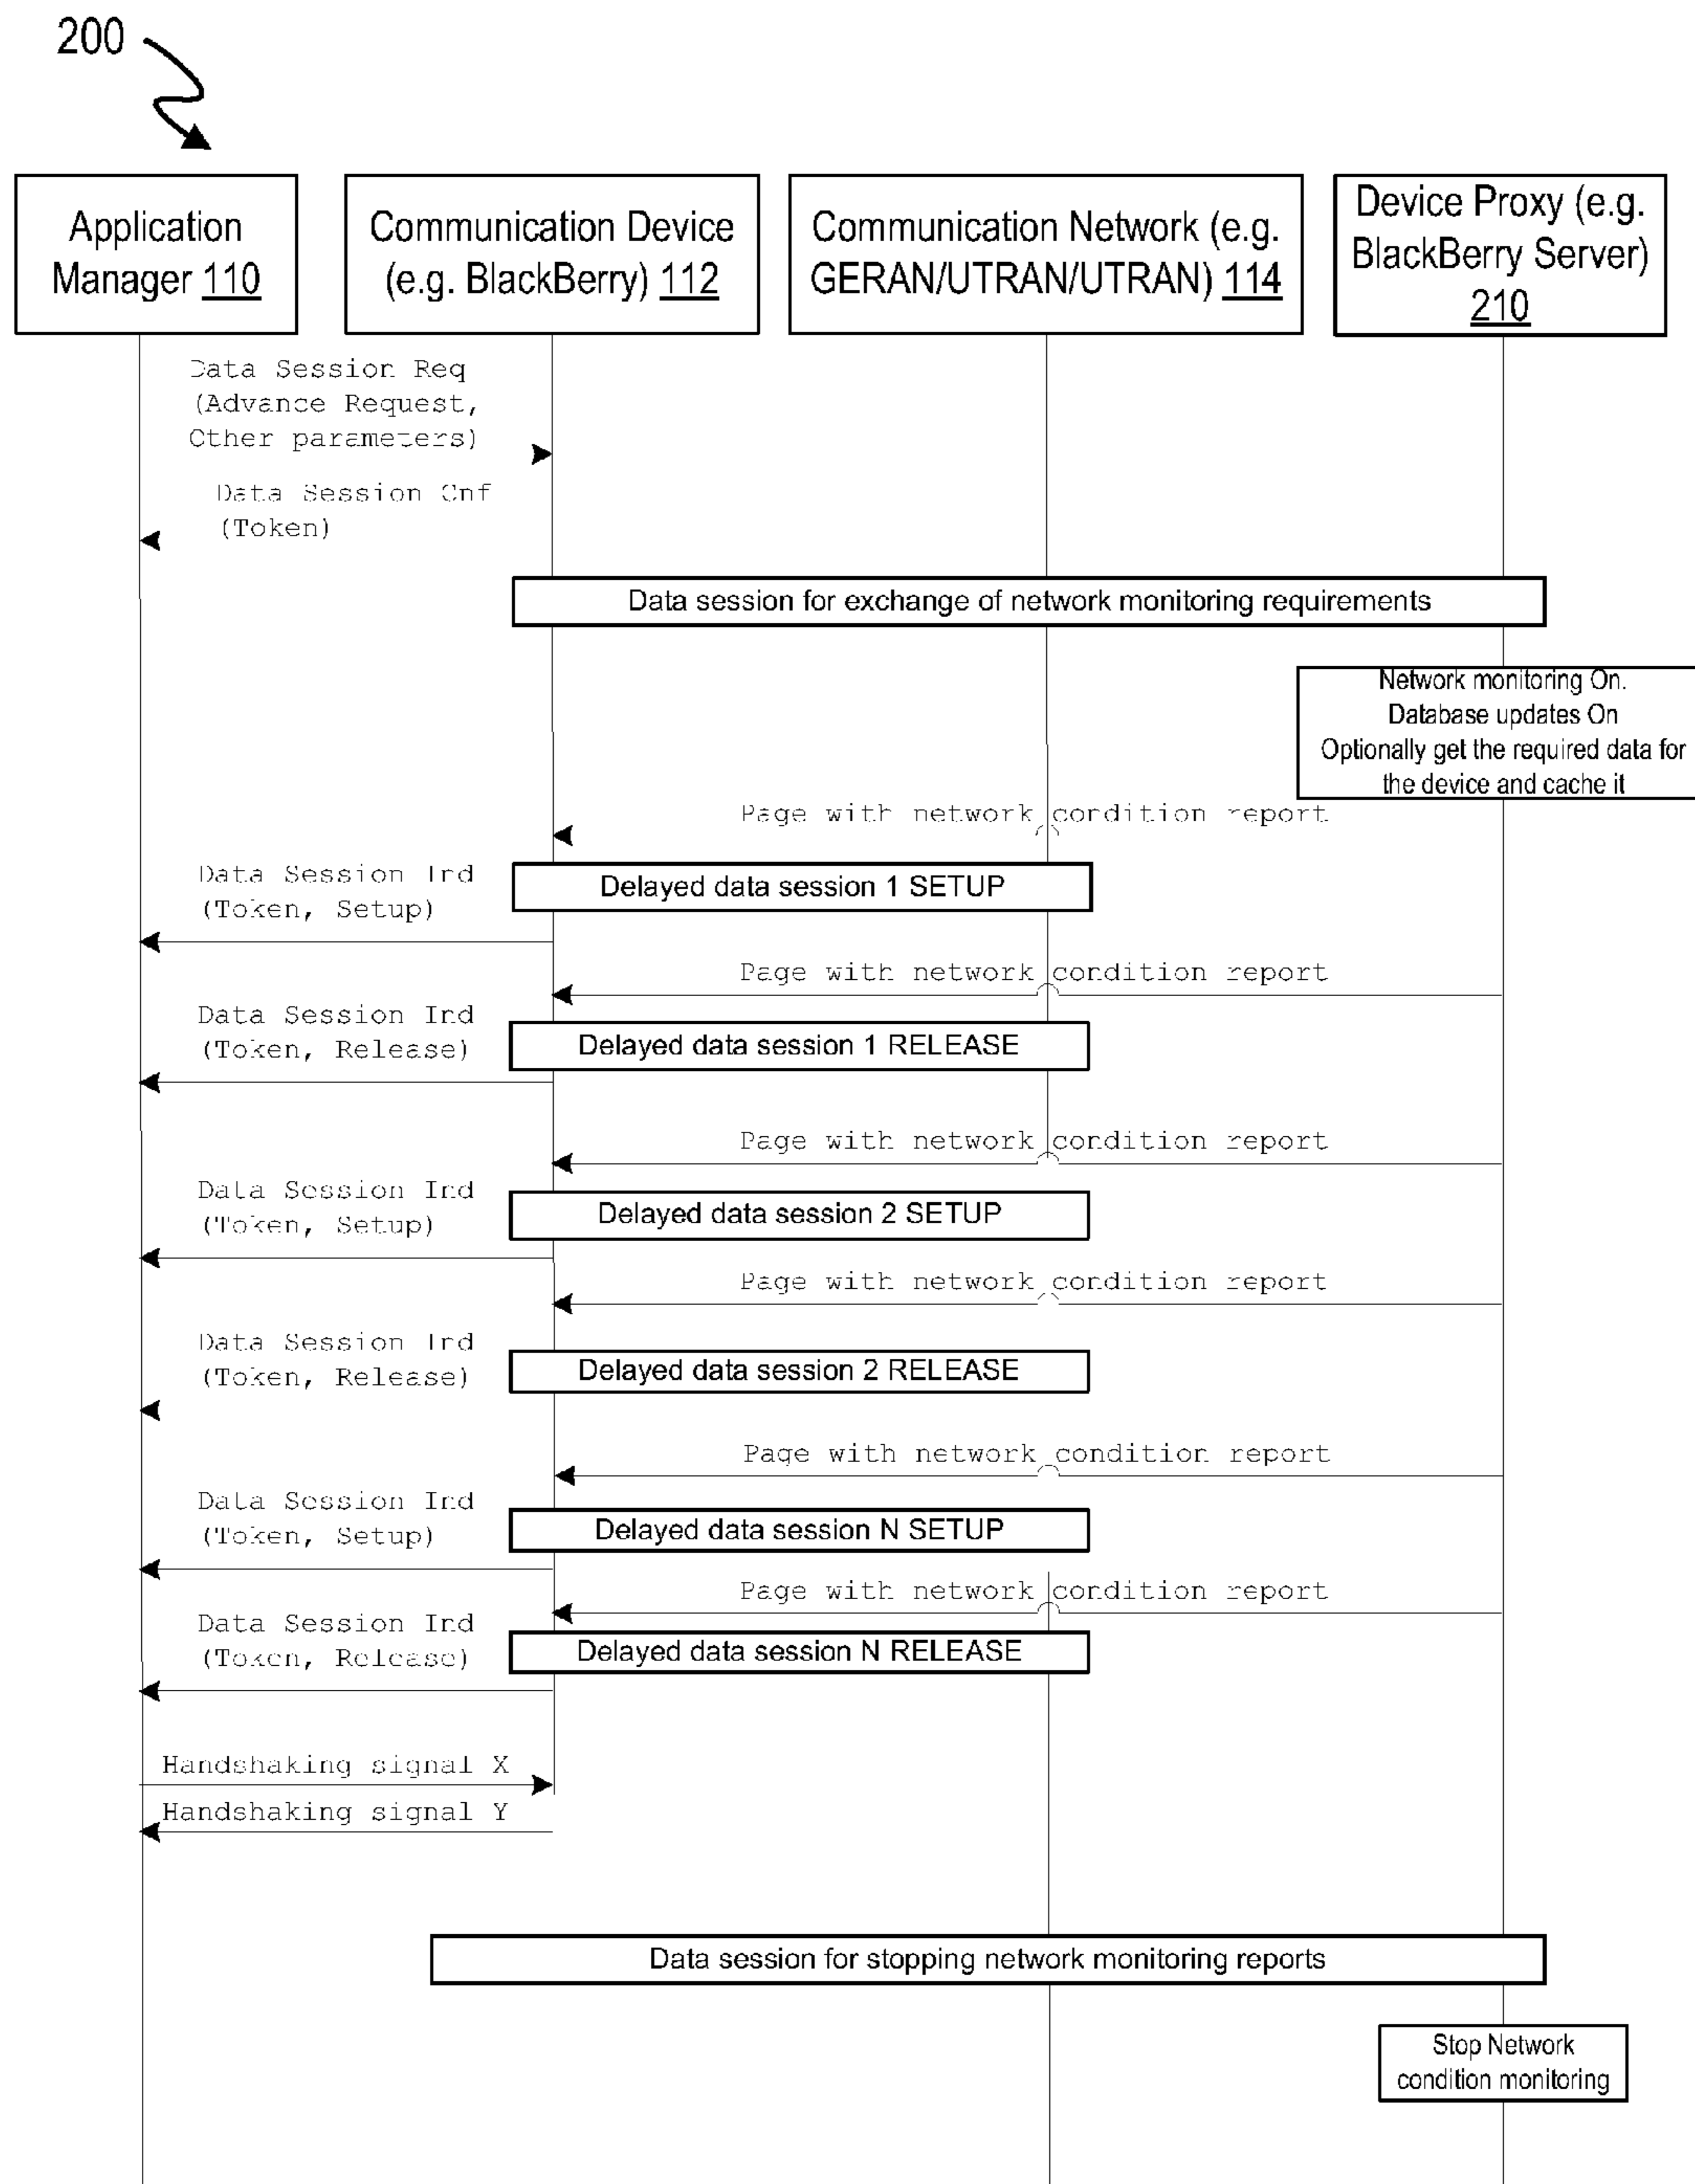 200
Application
Manager 110
Communication Device
(e.g. BlackBerry) 112
Communication Network (e.g.
GERAN/UTRAN/UTRAN) 114
Device Proxy (e.g.
BlackBerry Server)
210
Data Session Req
(Advance Request,
Other parameters)
Data Session Cnf
(Token)
Data session for exchange of network monitoring requirements
Network monitoring On.
Database updates On
Optionally get the required data for
the device and cache it
Page with network condition report
Data Session Ind
(Token, Setup)
Delayed data session 1 SETUP
Page with network condition report
Data Session Ind
(Token, Release)
Delayed data session 1 RELEASE
Page with network condition report
Data Session Ind
(Token, Setup)
Delayed data session 2 SETUP
Page with network condition report
Data Session Ind
(Token, Release)
Delayed data session 2 RELEASE
Page with network condition report
Data Session Ind
(Token, Setup)
Delayed data session N SETUP
Page with network condition report
Data Session Ind
(Token, Release)
Delayed data session N RELEASE
Handshaking signal X
Handshaking signal Y
Data session for stopping network monitoring reports
Stop Network
condition monitoring